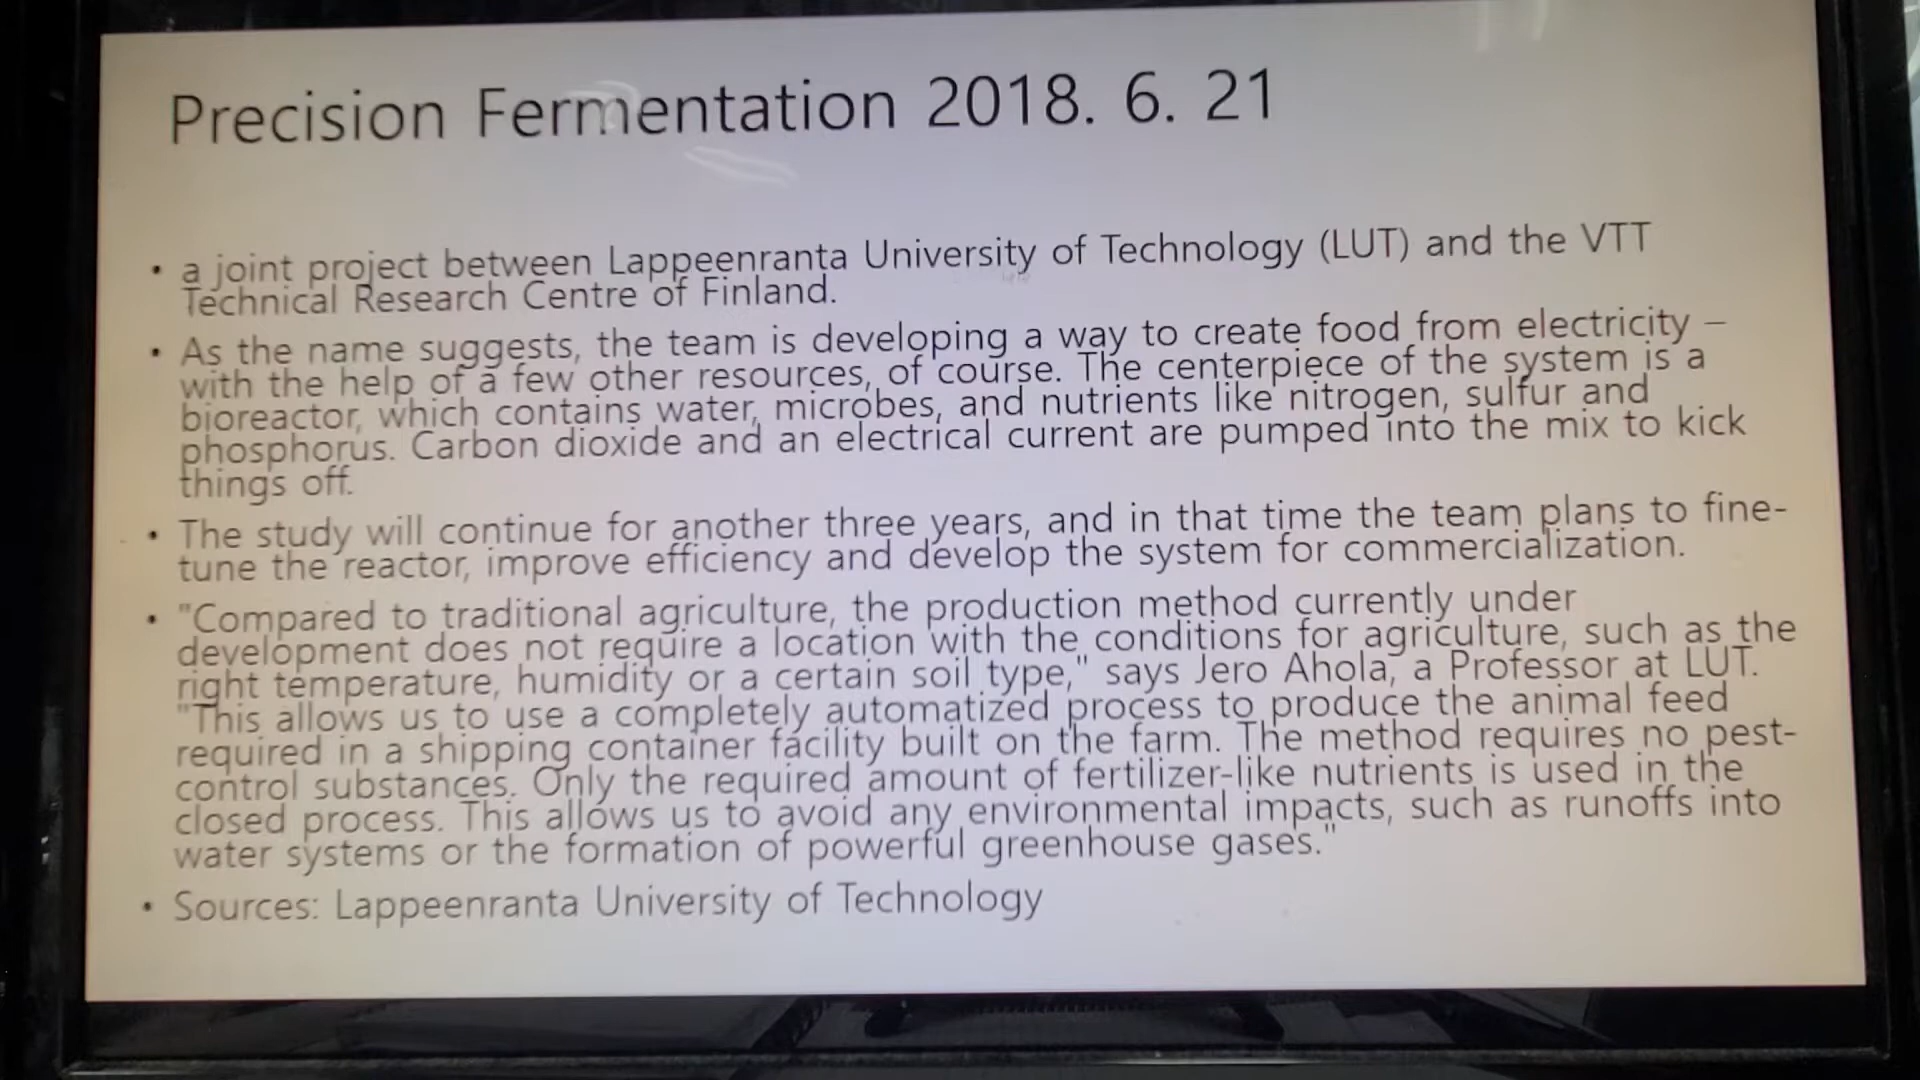 Precision Fermentation 2018. 6. 21
• a joint project between Lappeenranta University of Technology (LUT) and the VTT
Technical Research Centre of Finland.
• As the name suggests, the team is developing a way to create food from electricity –
with the help of a few other resources, of course. The centerpiece of the system is a
bioreactor, which contains water, microbes, and nutrients like nitrogen, sulfur and
phosphorus. Carbon dioxide and an electrical current are pumped into the mix to kick
things off.
• The study will continue for another three years, and in that time the team plans to fine-
tune the reactor, improve efficiency and develop the system for commercialization.
• "Compared to traditional agriculture, the production method currently under
development does not require a location with the conditions for agriculture, such as the
right temperature, humidity or a certain soil type," says Jero Ahola, a Professor at LUT.
"This allows us to use a completely automatized process to produce the animal feed
required in a shipping container facility built on the farm. The method requires no pest-
control substances. Only the required amount of fertilizer-like nutrients is used in the
closed process. This allows us to avoid any environmental impacts, such as runoffs into
water systems or the formation of powerful greenhouse gases."
• Sources: Lappeenranta University of Technology